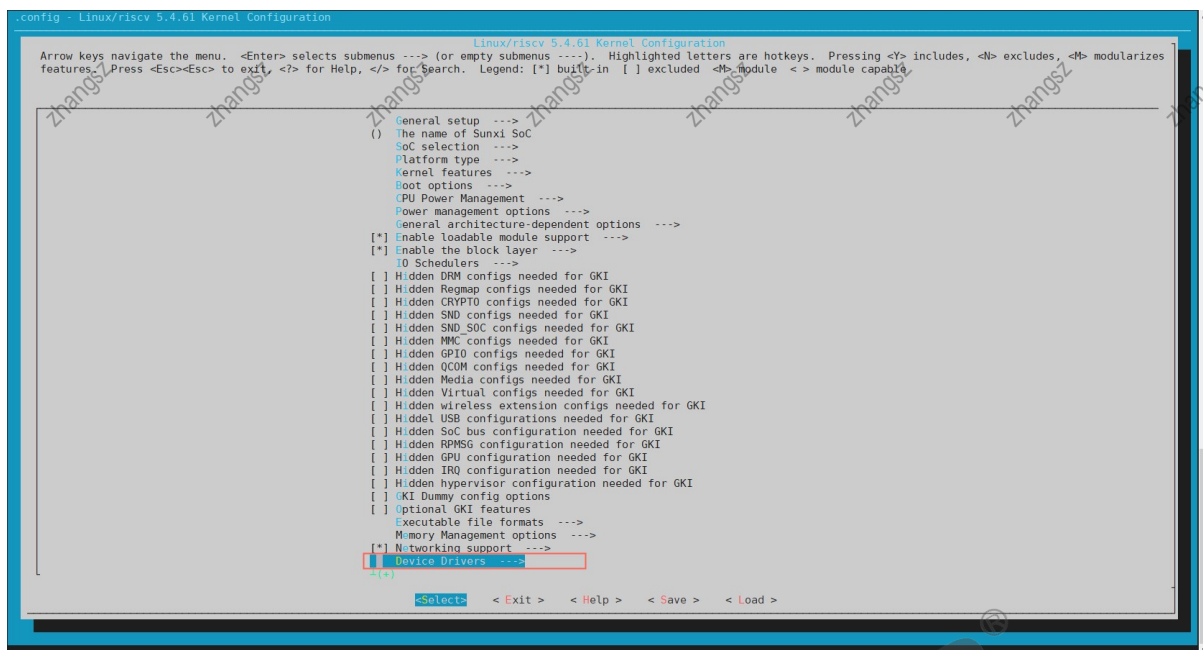 .config - Linux/riscv 5.4.61 Kernel Configuration
Linux/riscv 5.4.61 Kernel Configuration
Arrow keys navigate the menu. <Enter> selects submenus ---> (or empty submenus ----). Highlighted letters are hotkeys. Pressing <Y> includes, <N> excludes, <M> modularizes
features. Press <Esc><Esc> to exit, <?> for Help, </> for Search. Legend: [*] built-in [ ] excluded <M> module < > module capable
zhangsz zhangsz zhangsz zhangsz zhangsz zhangsz zhangsz
General setup --->
() The name of Sunxi SoC
SoC selection --->
Platform type --->
Kernel features --->
Boot options --->
CPU Power Management --->
Power management options --->
General architecture-dependent options --->
[*] Enable loadable module support --->
[*] Enable the block layer --->
IO Schedulers --->
[ ] Hidden DRM configs needed for GKI
[ ] Hidden Regmap configs needed for GKI
[ ] Hidden CRYPTO configs needed for GKI
[ ] Hidden SND configs needed for GKI
[ ] Hidden SND_SOC configs needed for GKI
[ ] Hidden MMC configs needed for GKI
[ ] Hidden GPIO configs needed for GKI
[ ] Hidden QCOM configs needed for GKI
[ ] Hidden Media configs needed for GKI
[ ] Hidden Virtual configs needed for GKI
[ ] Hidden wireless extension configs needed for GKI
[ ] Hiddel USB configurations needed for GKI
[ ] Hidden SoC bus configuration needed for GKI
[ ] Hidden RPMSG configuration needed for GKI
[ ] Hidden GPU configuration needed for GKI
[ ] Hidden IRQ configuration needed for GKI
[ ] Hidden hypervisor configuration needed for GKI
[ ] GKI Dummy config options
[ ] Optional GKI features
Executable file formats --->
Memory Management options --->
[*] Networking support --->
Device Drivers --->
┴(+)
<Select> < Exit > < Help > < Save > < Load >
®